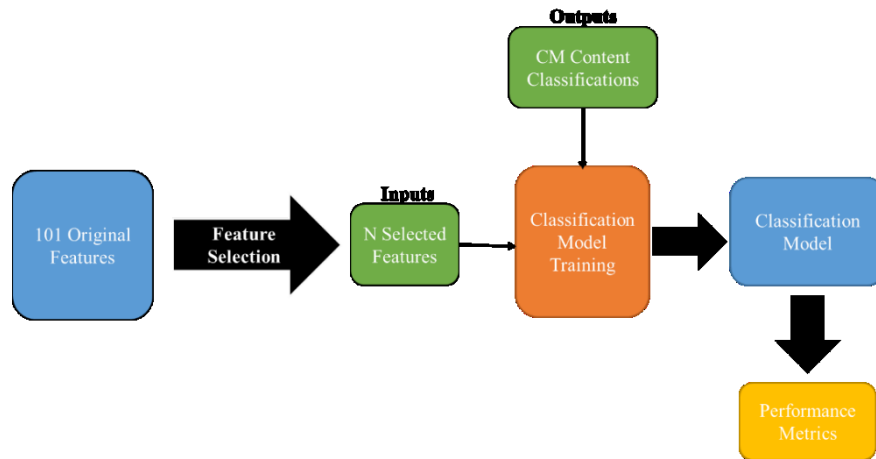 Outputs
CM Content
Classifications
101 Original
Features
Feature
Selection
Inputs
N Selected
Features
Classification
Model
Training
Classification
Model
Performance
Metrics